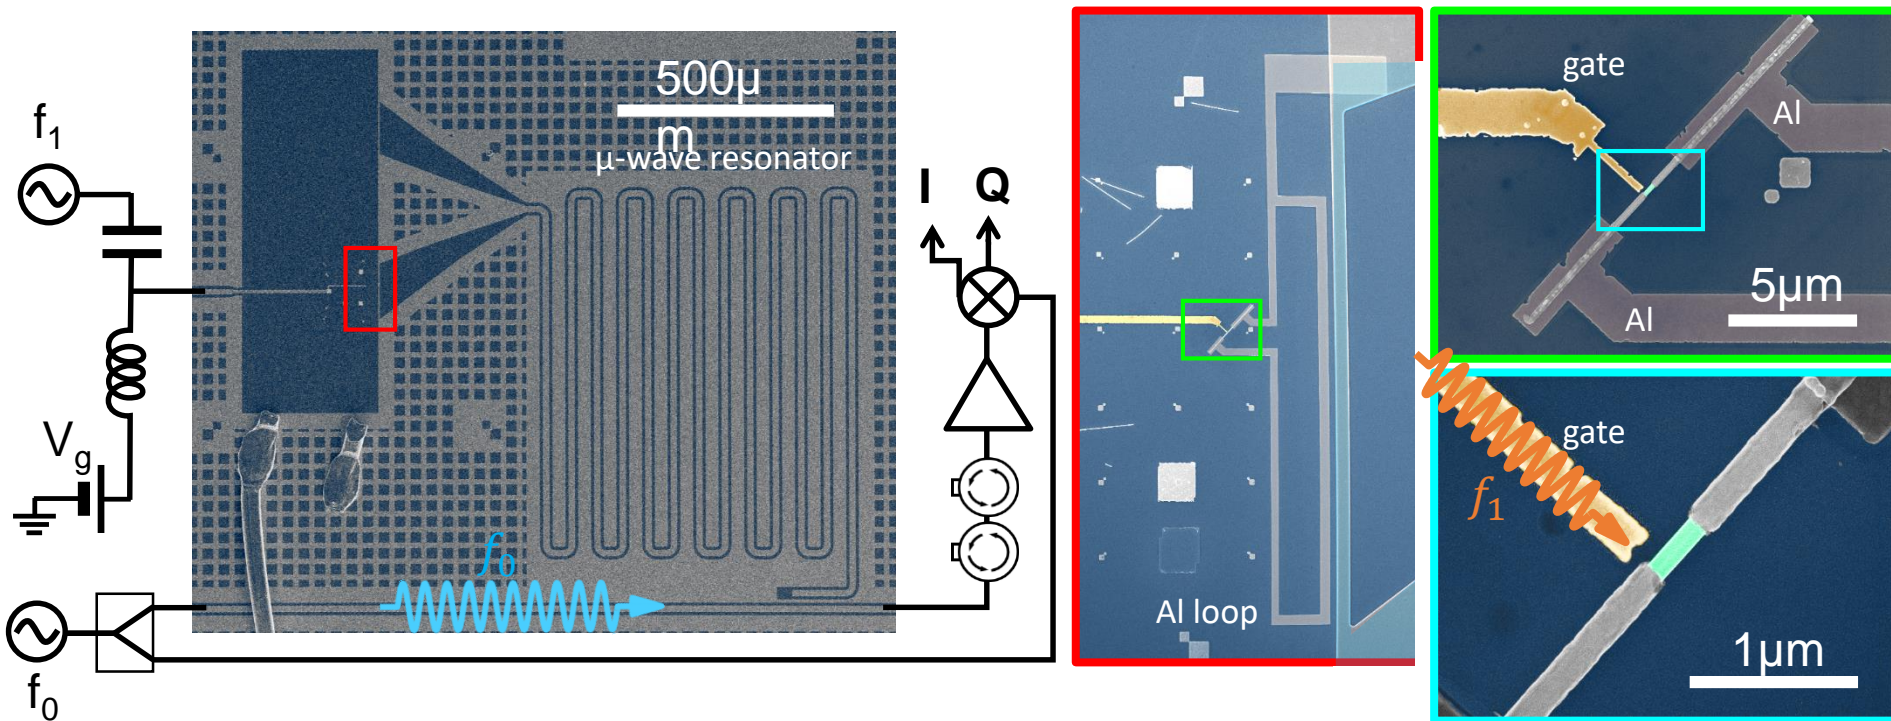 500µ
m
µ-wave resonator
f1
Vg
f0
f0
I
Q
Al loop
gate
Al
Al
5µm
gate
f1
1µm